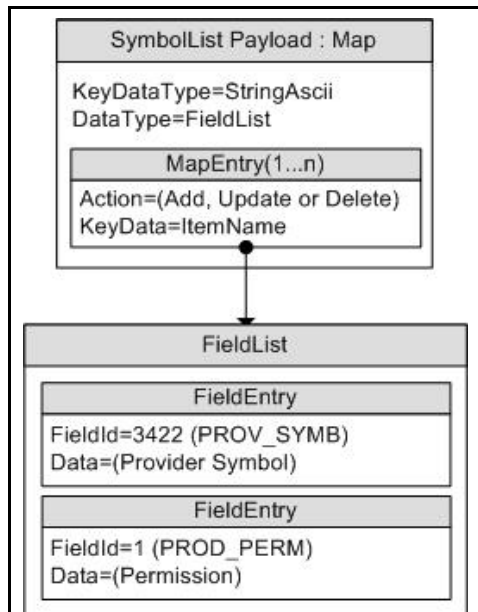 SymbolList Payload : Map
KeyDataType=StringAscii
DataType=FieldList
MapEntry(1...n)
Action=(Add, Update or Delete)
KeyData=ItemName
FieldList
FieldEntry
FieldId=3422 (PROV_SYMB)
Data=(Provider Symbol)
FieldEntry
FieldId=1 (PROD_PERM)
Data=(Permission)